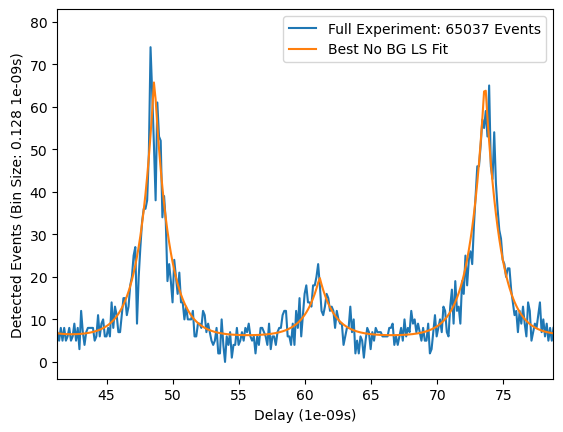 Full Experiment: 65037 Events
Best No BG LS Fit
Detected Events (Bin Size: 0.128 1e-09s)
80
70
60
50
40
30
20
10
0
45 50 55 60 65 70 75
Delay (1e-09s)